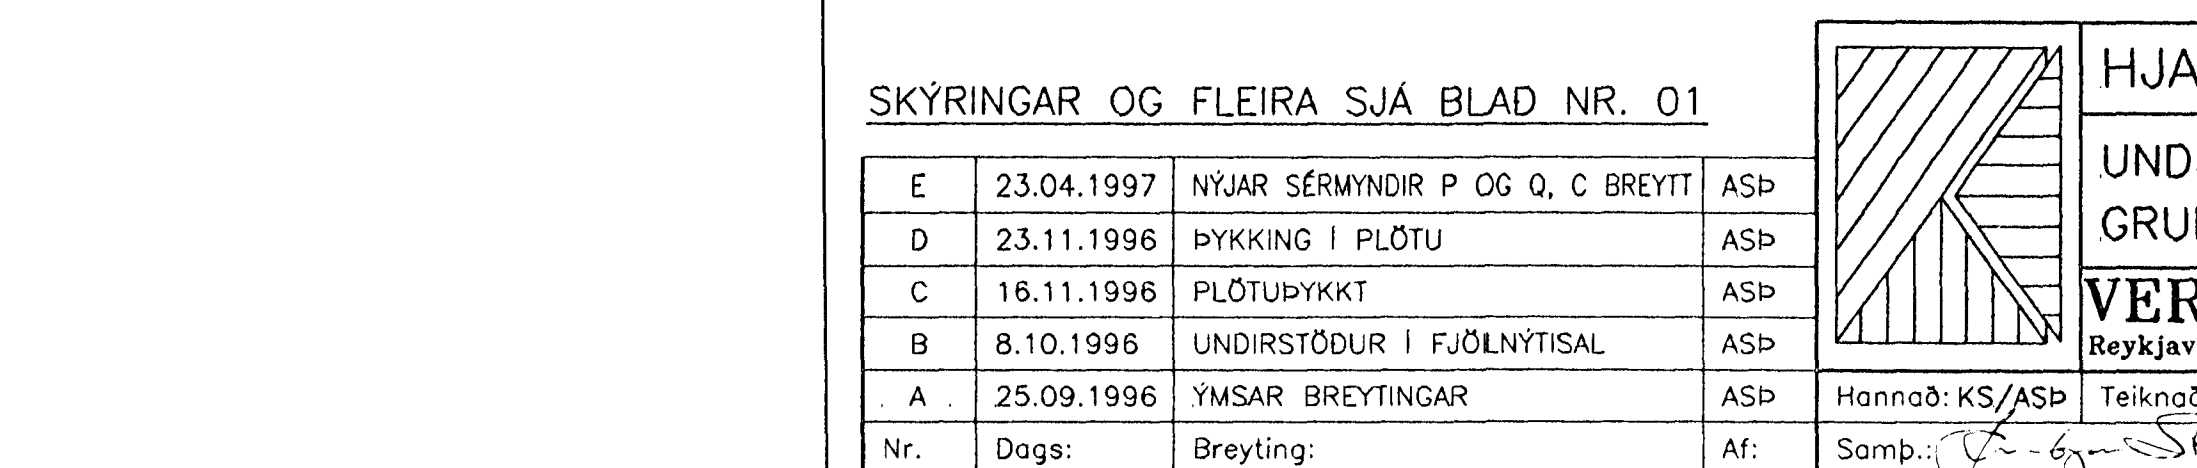 SKÝRINGAR OG FLEIRA SJÁ BLAÐ NR. 01
E 23.04.1997 NÝJAR SÉRMYNDIR P OG Q, C BREYTT ASÞ
D 23.11.1996 ÞYKKING Í PLÖTU ASÞ
C 16.11.1996 PLÖTUÞYKKT ASÞ
B 8.10.1996 UNDIRSTÖÐUR Í FJÖLNÝTISAL ASÞ
A 25.09.1996 ÝMSAR BREYTINGAR ASÞ
Nr. Dags: Breyting: Af:
HJA
UND
GRU
VER
Reykjav
Hannað: KS/ASÞ Teiknað
Samþ.: